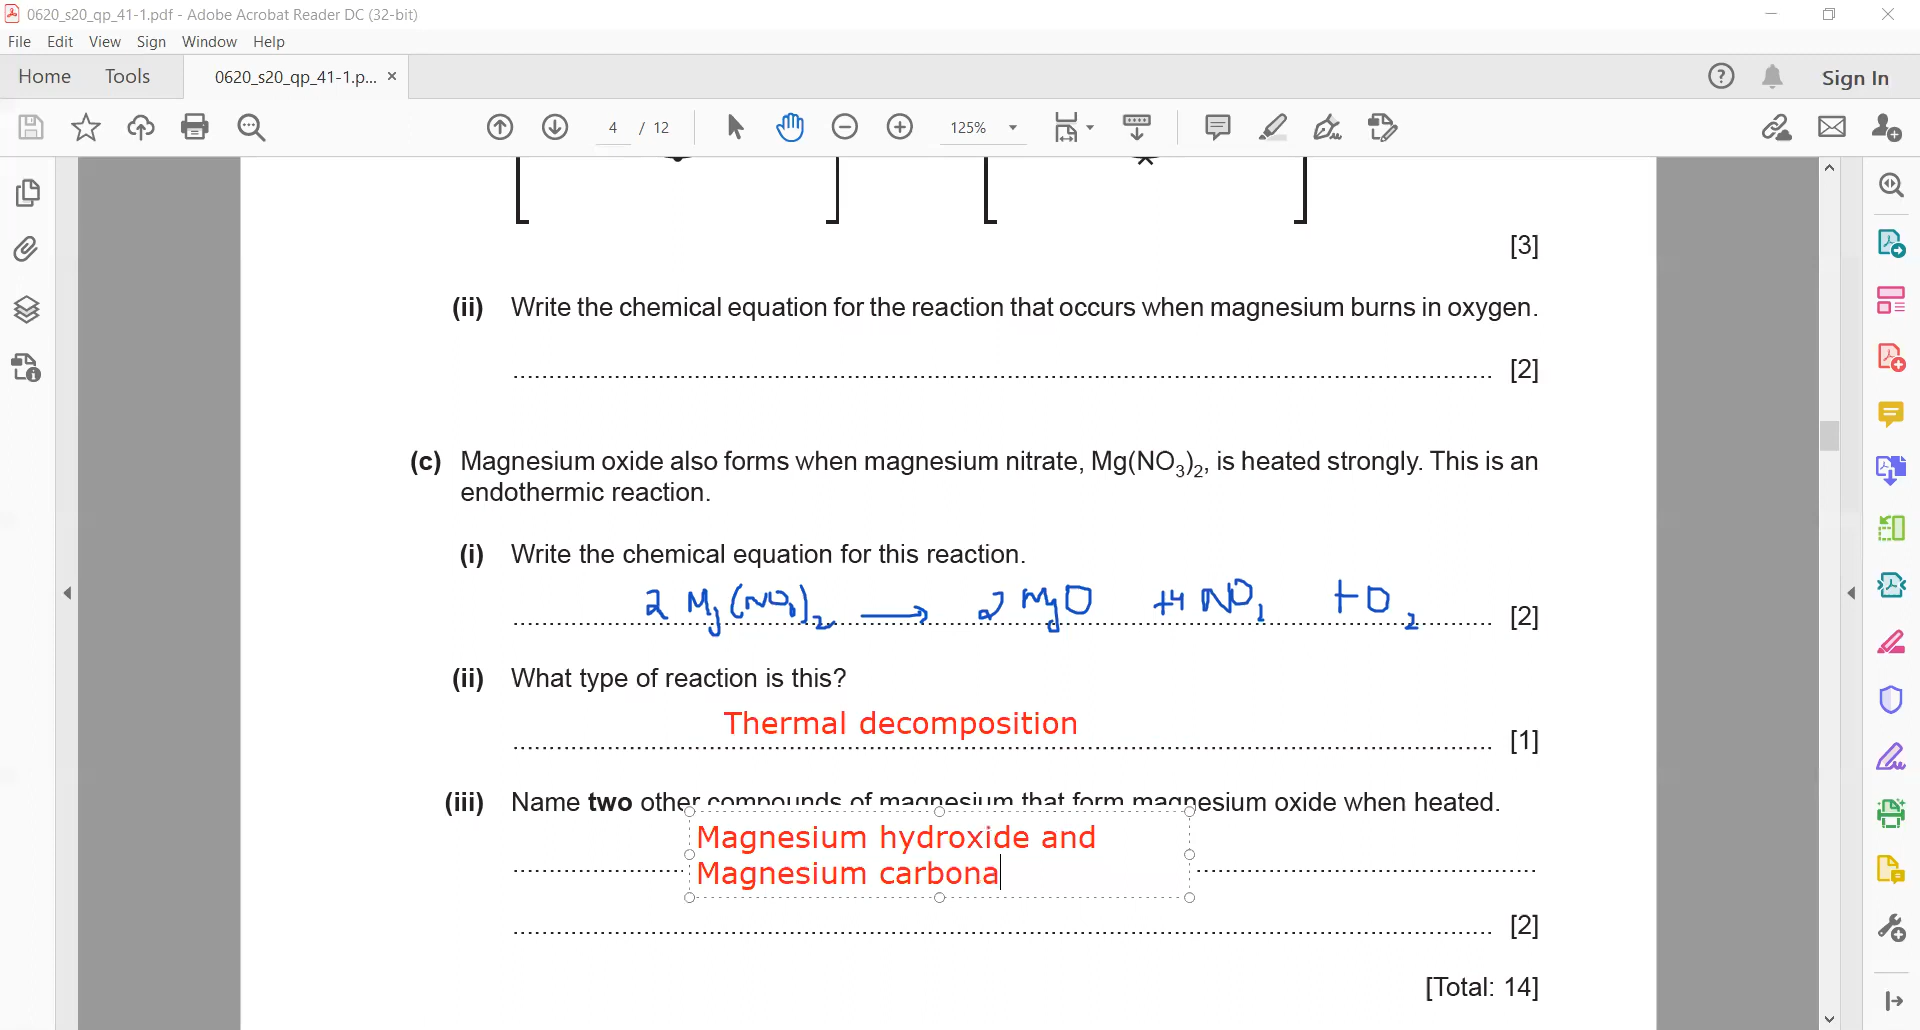 0620_s20_qp_41-1.pdf - Adobe Acrobat Reader DC (32-bit)
File Edit View Sign Window Help
Home Tools 0620_s20_qp_41-1.p... × Sign In
4 / 12 125%
[3]
(ii) Write the chemical equation for the reaction that occurs when magnesium burns in oxygen.
[2]
(c) Magnesium oxide also forms when magnesium nitrate, Mg(NO₃)₂, is heated strongly. This is an
endothermic reaction.
(i) Write the chemical equation for this reaction.
2 Mg(NO₃)₂ → 2 MgO +4 NO₂ + O₂ [2]
(ii) What type of reaction is this?
Thermal decomposition
[1]
(iii) Name two other compounds of magnesium that form magnesium oxide when heated.
Magnesium hydroxide and
Magnesium carbona
[2]
[Total: 14]